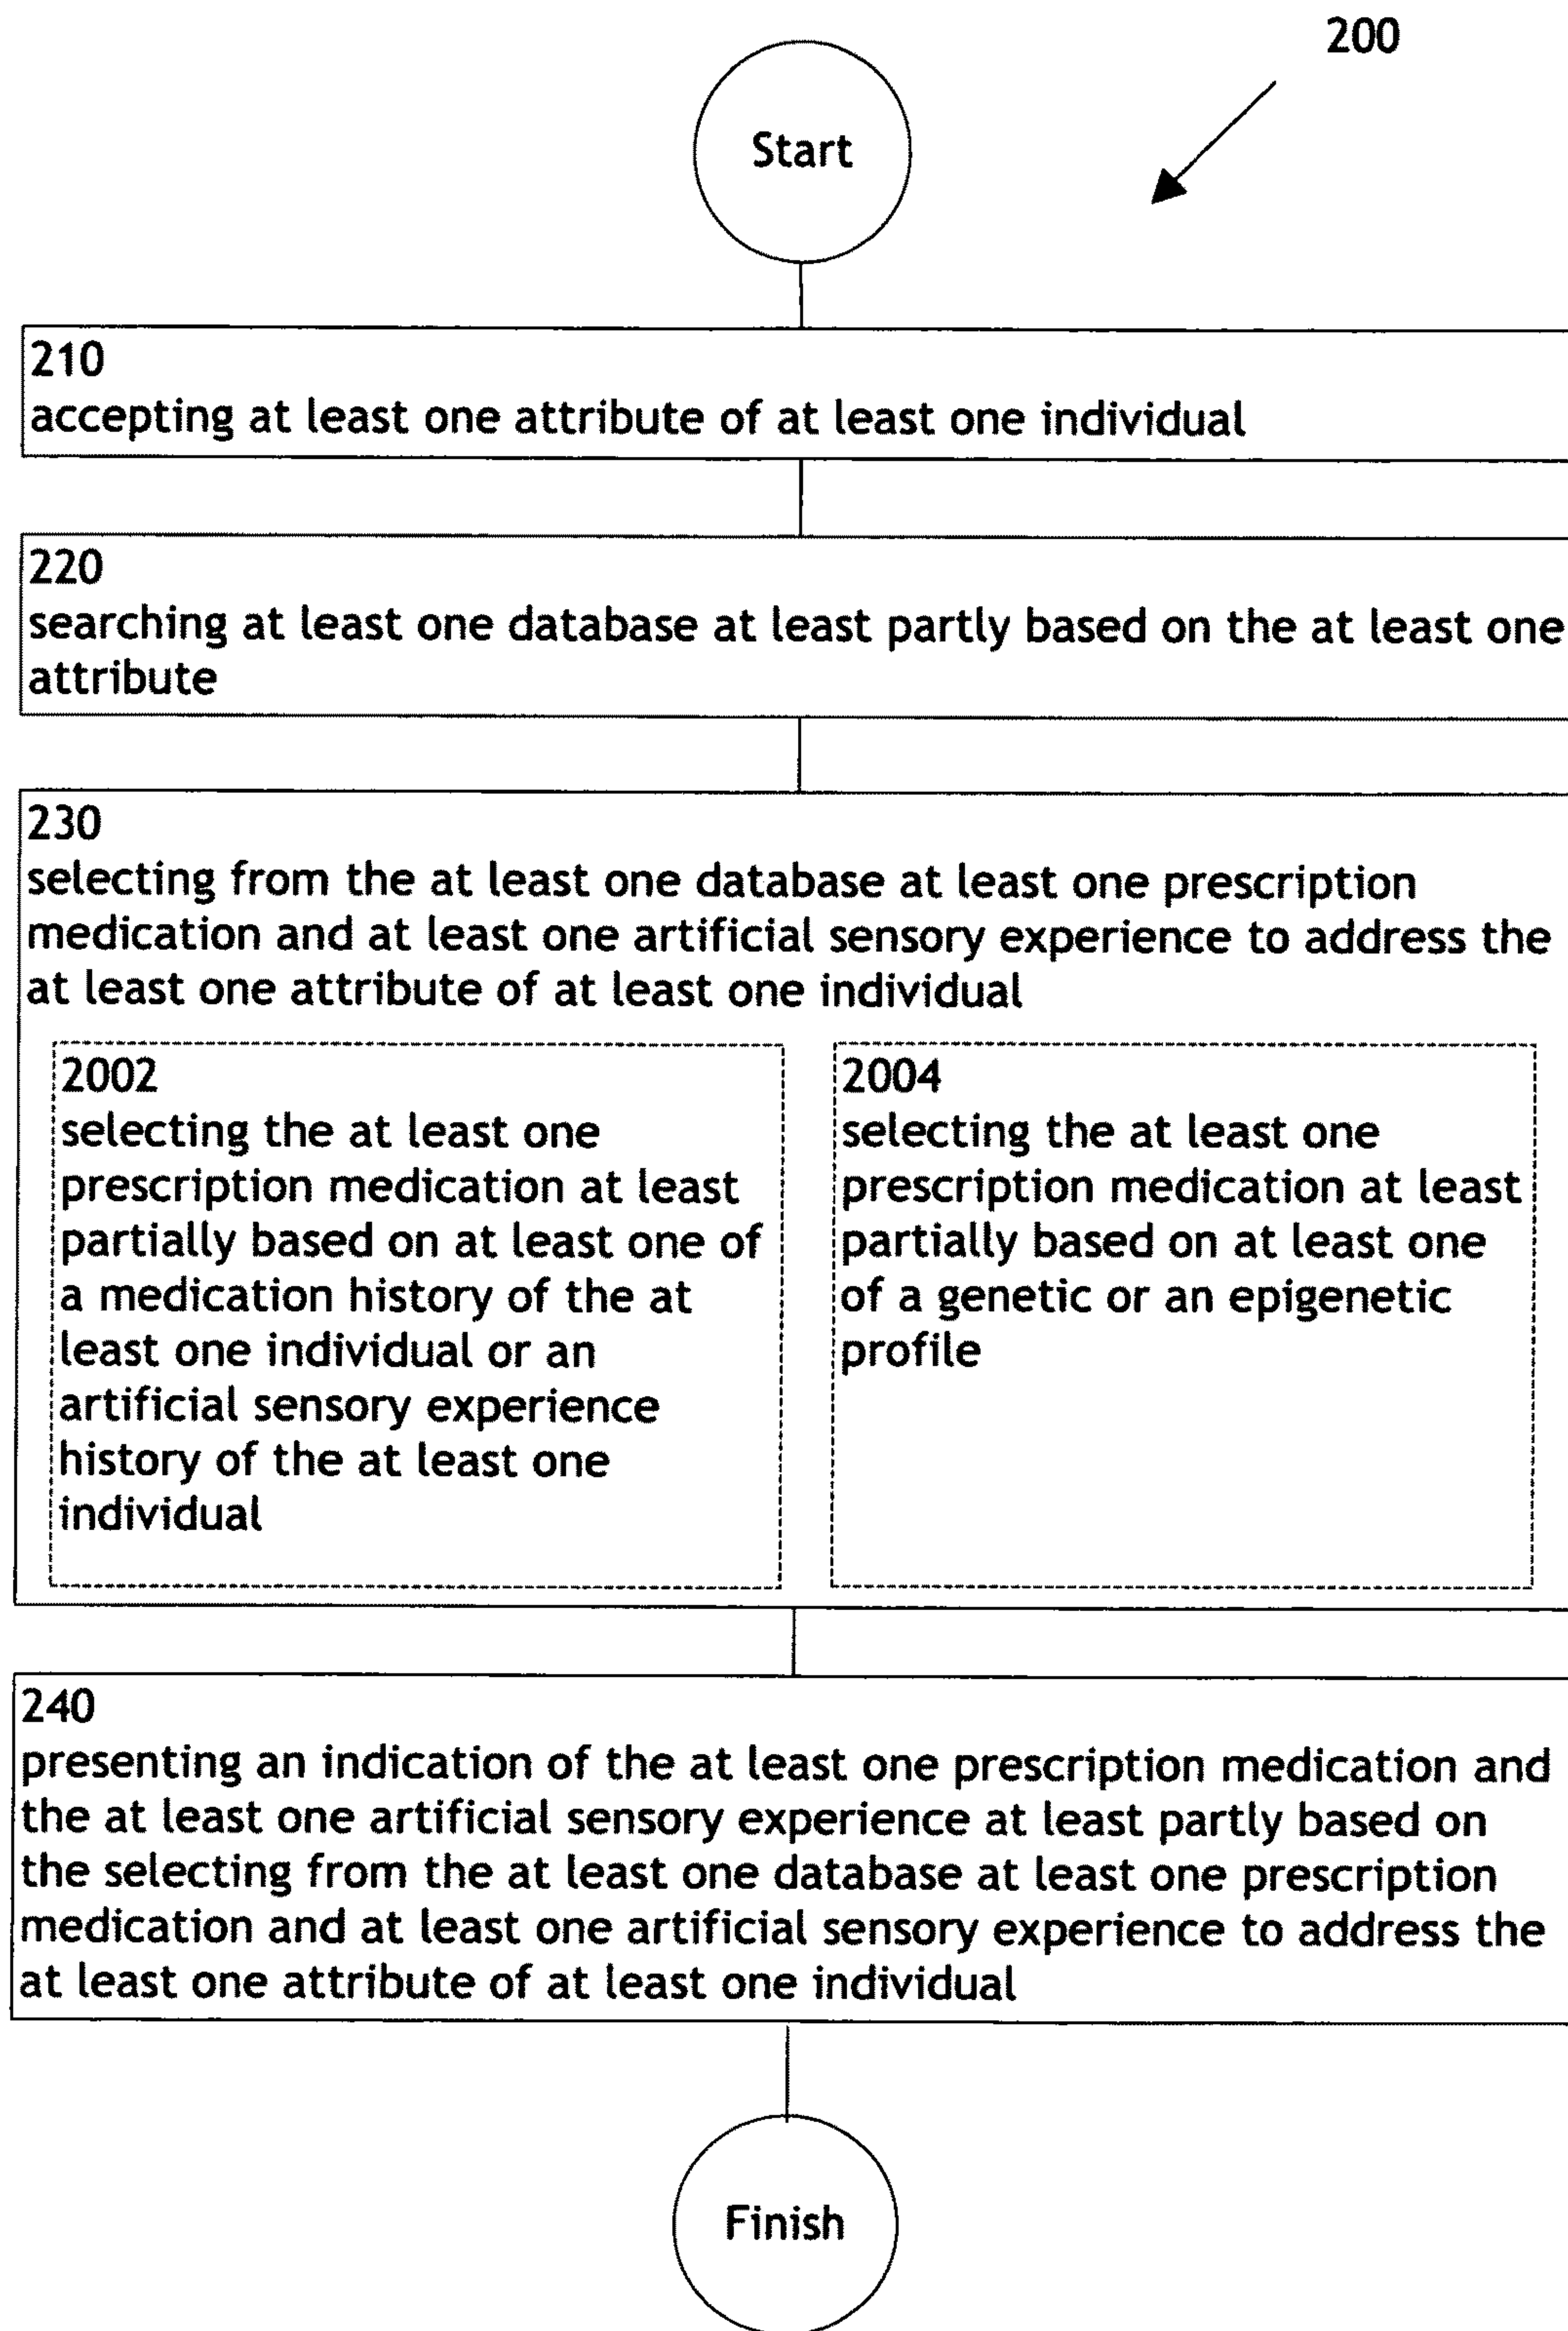 200
Start
210
accepting at least one attribute of at least one individual
220
searching at least one database at least partly based on the at least one
attribute
230
selecting from the at least one database at least one prescription
medication and at least one artificial sensory experience to address the
at least one attribute of at least one individual
2002
selecting the at least one
prescription medication at least
partially based on at least one of
a medication history of the at
least one individual or an
artificial sensory experience
history of the at least one
individual
2004
selecting the at least one
prescription medication at least
partially based on at least one
of a genetic or an epigenetic
profile
240
presenting an indication of the at least one prescription medication and
the at least one artificial sensory experience at least partly based on
the selecting from the at least one database at least one prescription
medication and at least one artificial sensory experience to address the
at least one attribute of at least one individual
Finish